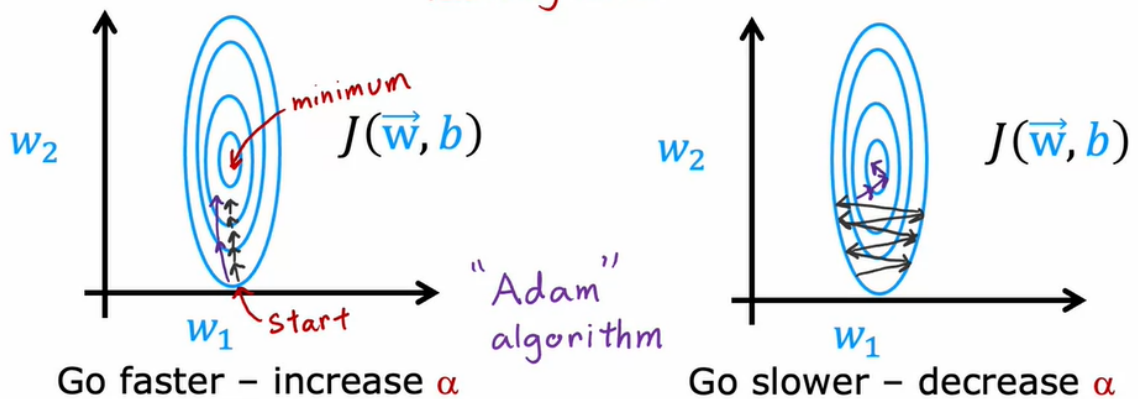 minimum
J(w⃗, b)
w₂
start
w₁
Go faster – increase α
"Adam"
algorithm
J(w⃗, b)
w₂
w₁
Go slower – decrease α